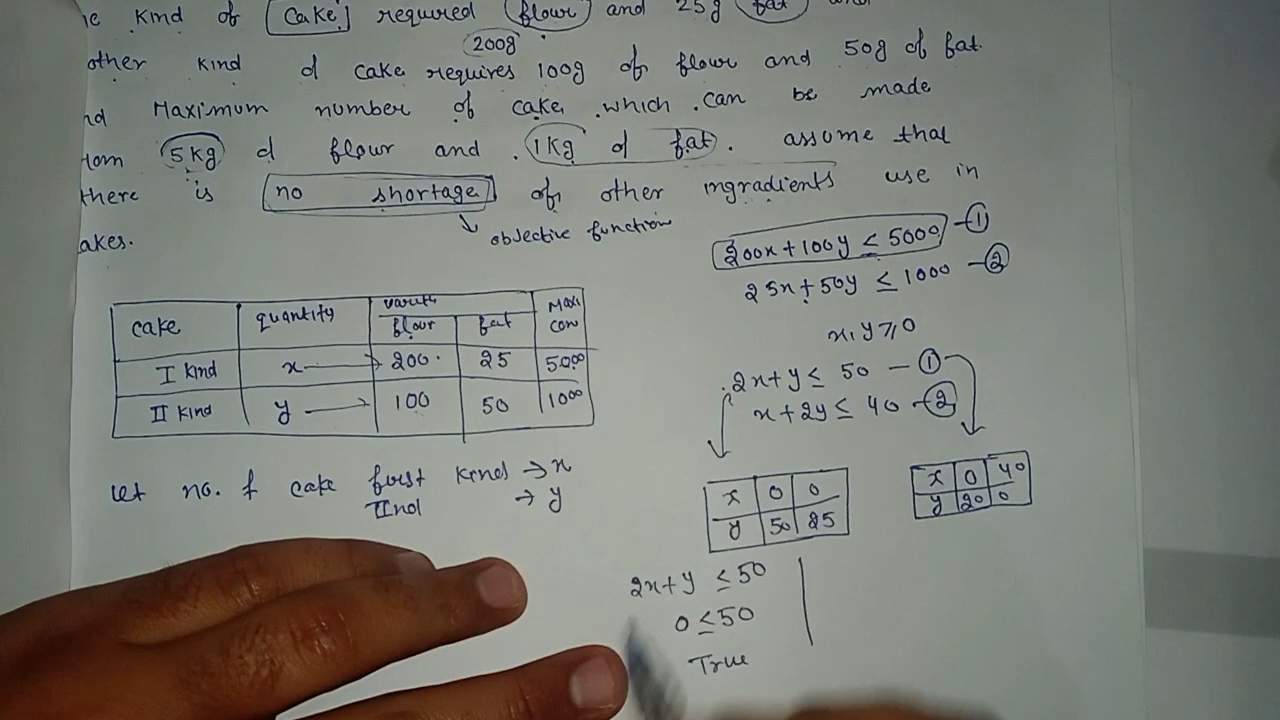 kind of cake required flour and 25g fat
200g
other kind of cake requires 100g of flour and 50g of fat.
Maximum number of cake which can be made
5kg of flour and 1kg of fat. assume that
there is no shortage of other ingradients use in
akes.
objective function
200x+100y ≤ 5000 - ①
25x+50y ≤ 1000 - ②
x, y ≥ 0
2x+y ≤ 50 - ①
x+2y ≤ 40 - ②
cake quantity Maxi
flour fat con
I kind x → 200 25 5000
II kind y → 100 50 1000
let no. of cake first kind → x
IInd → y
x 0 0
y 50 25
x 0 40
y 20 0
2x+y ≤ 50
0 ≤ 50
True